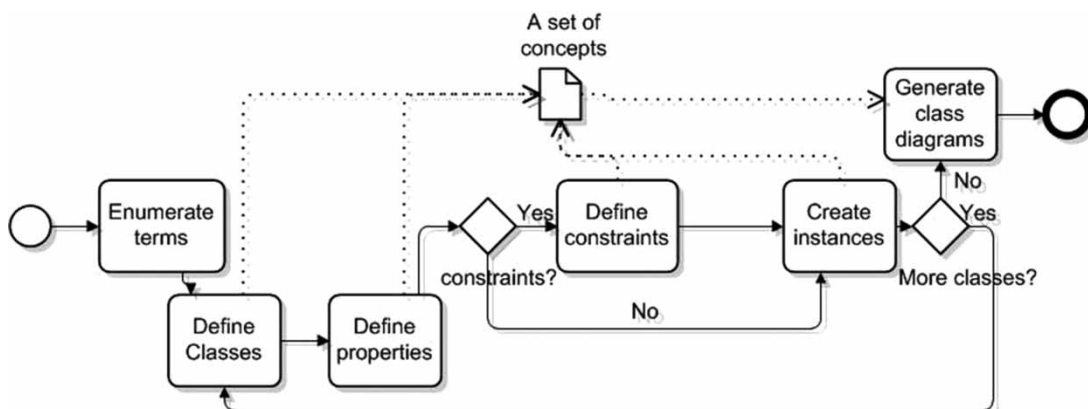 A set of
concepts
Generate
class
diagrams
No
Enumerate
terms
Yes
Define
constraints
Create
instances
Yes
constraints?
More classes?
No
Define
Classes
Define
properties